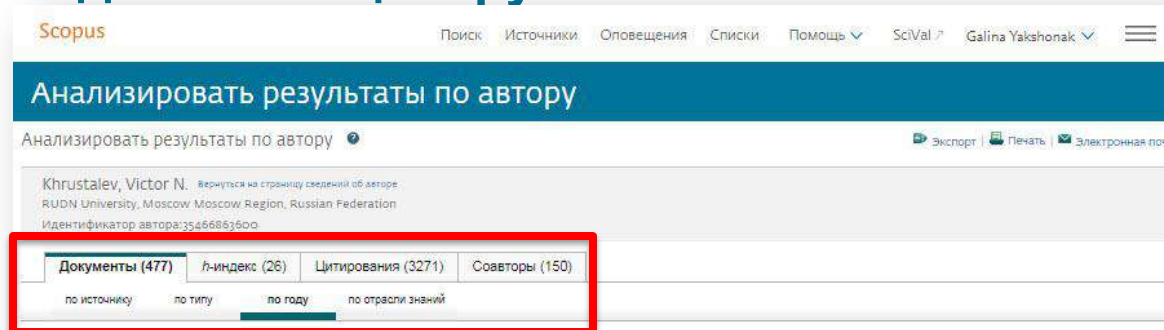 Scopus
Поиск Источники Оповещения Списки Помощь SciVal Galina Yakshonak
Анализировать результаты по автору
Анализировать результаты по автору
Экспорт | Печать | Электронная поч
Khrustalev, Victor N. Вернуться на страницу сведений об авторе
RUDN University, Moscow Moscow Region, Russian Federation
Идентификатор автора:35466863600
Документы (477) h-индекс (26) Цитирования (3271) Соавторы (150)
по источнику по типу по году по отрасли знаний